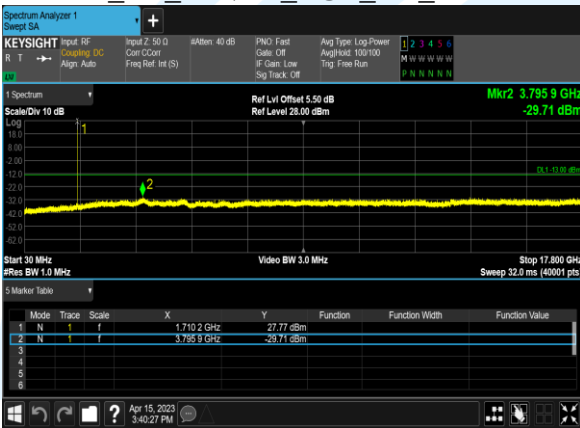 Spectrum Analyzer 1
Swept SA
+
KEYSIGHT Input: RF Input Z: 50 Ω #Atten: 40 dB PNO: Fast Avg Type: Log-Power 1 2 3 4 5 6
R T Coupling: DC Corr CCorr Gate: Off Avg|Hold: 100/100 M W W W W W
Align: Auto Freq Ref: Int (S) IF Gain: Low Trig: Free Run
Sig Track: Off P N N N N N
LV
1 Spectrum Ref Lvl Offset 5.50 dB Mkr2 3.795 9 GHz
Scale/Div 10 dB Ref Level 28.00 dBm -29.71 dBm
Log
1
18.0
8.00
-2.00
-12.0 DL1 -13.00 dBm
-22.0 2
-32.0
-42.0
-52.0
-62.0
Start 30 MHz Video BW 3.0 MHz Stop 17.800 GHz
#Res BW 1.0 MHz Sweep 32.0 ms (40001 pts)
5 Marker Table
Mode Trace Scale X Y Function Function Width Function Value
1 N 1 f 1.710 2 GHz 27.77 dBm
2 N 1 f 3.795 9 GHz -29.71 dBm
3
4
5
6
? Apr 15, 2023
3:40:27 PM